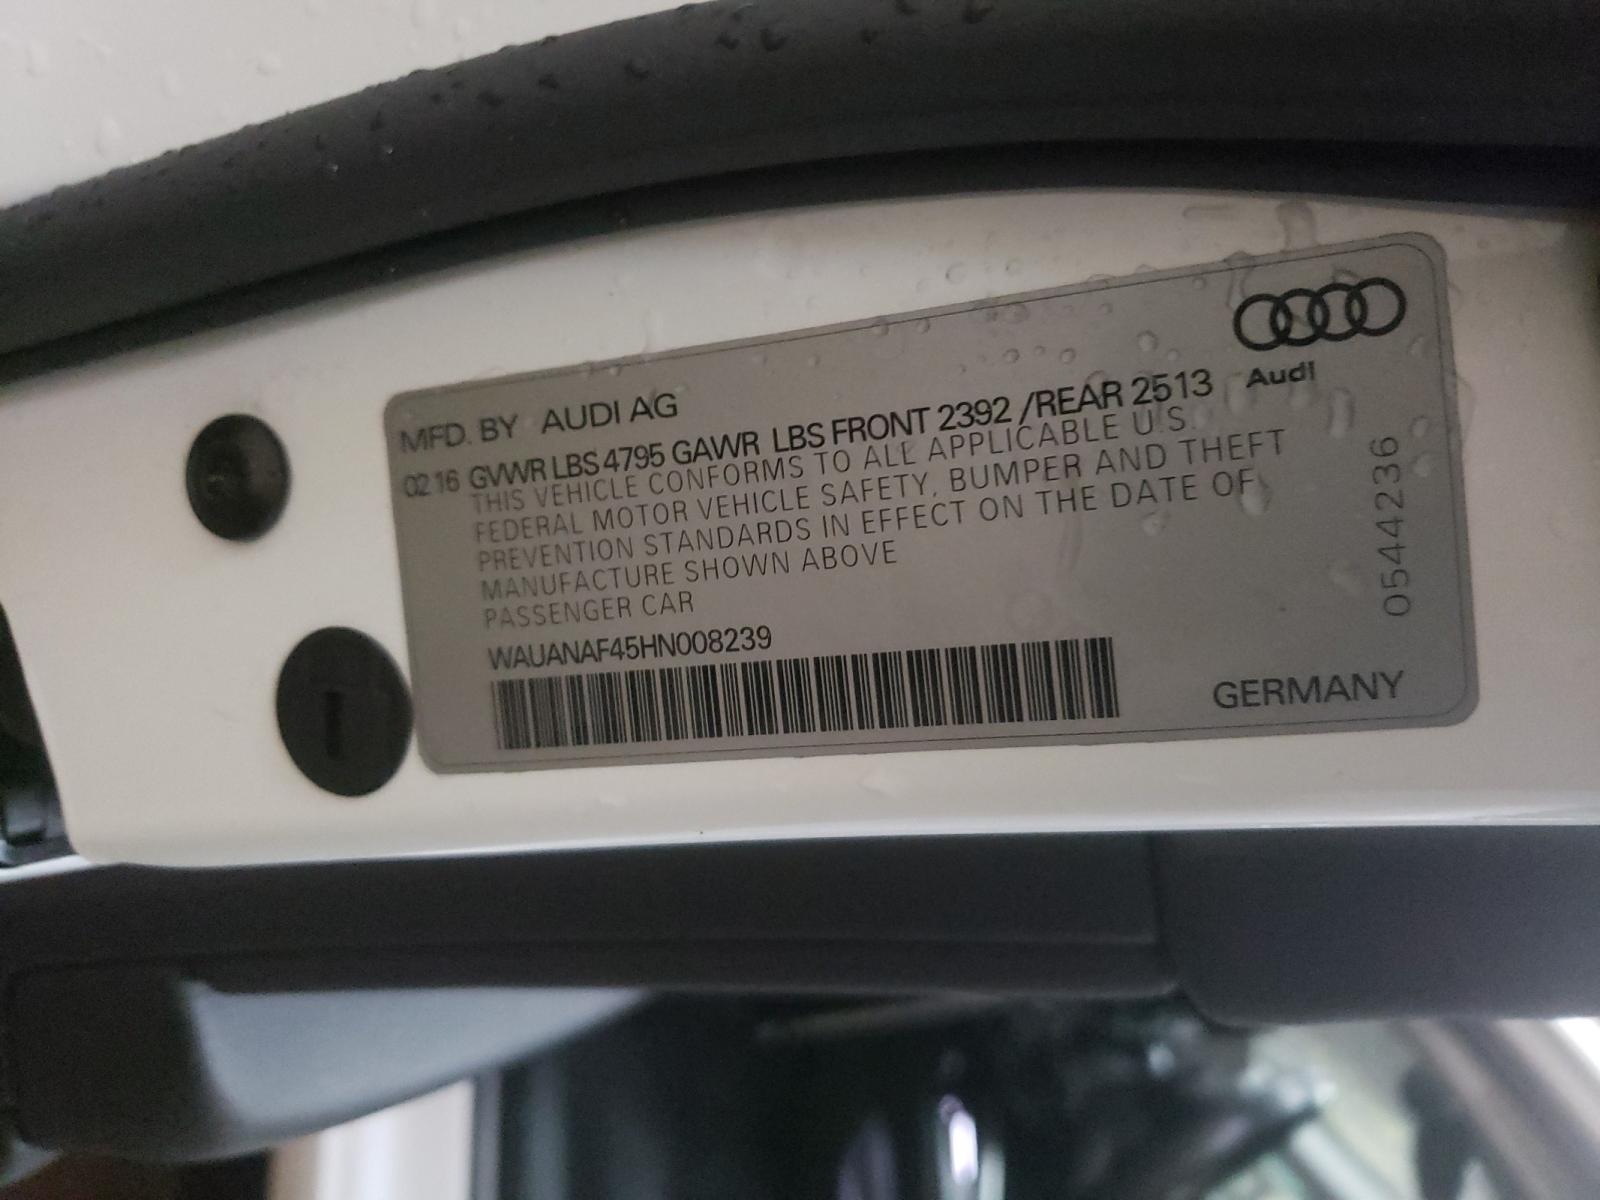 MFD. BY AUDI AG
02 16 GVWR LBS 4795 GAWR LBS FRONT 2392 /REAR 2513
THIS VEHICLE CONFORMS TO ALL APPLICABLE U.S.
FEDERAL MOTOR VEHICLE SAFETY, BUMPER AND THEFT
PREVENTION STANDARDS IN EFFECT ON THE DATE OF
MANUFACTURE SHOWN ABOVE
PASSENGER CAR
WAUANAF45HN008239
Audi
0544236
GERMANY